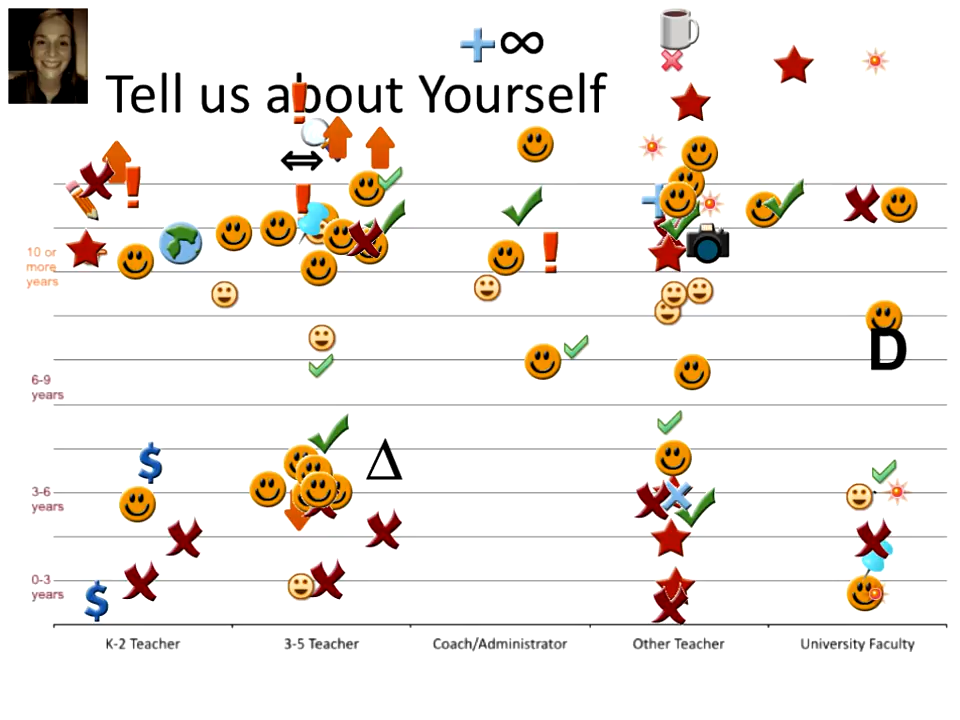 Tell us about Yourself
10 or
more
years
6-9
years
3-6
years
0-3
years
$
$
Δ
D
+∞
K-2 Teacher
3-5 Teacher
Coach/Administrator
Other Teacher
University Faculty